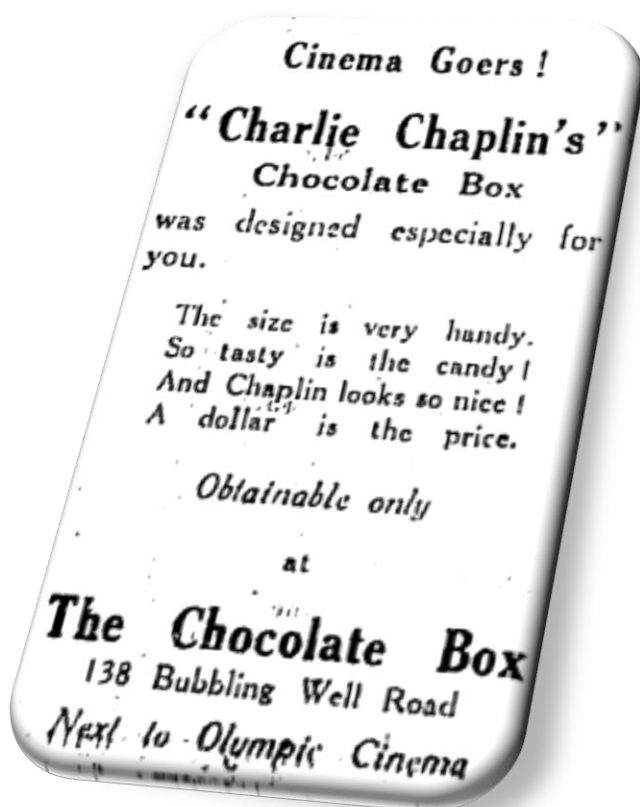 Cinema Goers !
“Charlie Chaplin's”
Chocolate Box
was designed especially for
you.
The size is very handy.
So tasty is the candy !
And Chaplin looks so nice !
A dollar is the price.
Obtainable only
at
The Chocolate Box
138 Bubbling Well Road
Next to Olympic Cinema